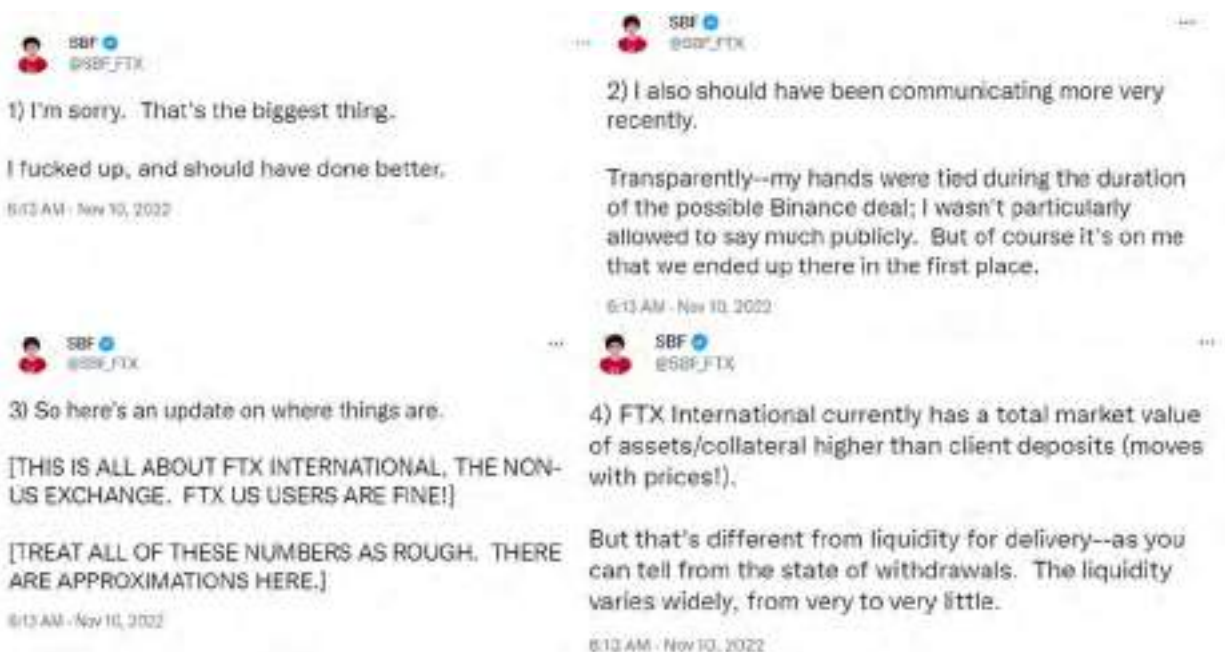 SBF
@SBF_FTX
1) I'm sorry.  That's the biggest thing.
I fucked up, and should have done better.
6:13 AM · Nov 10, 2022
SBF
@SBF_FTX
2) I also should have been communicating more very
recently.
Transparently--my hands were tied during the duration
of the possible Binance deal; I wasn't particularly
allowed to say much publicly.  But of course it's on me
that we ended up there in the first place.
6:13 AM · Nov 10, 2022
SBF
@SBF_FTX
3) So here's an update on where things are.
[THIS IS ALL ABOUT FTX INTERNATIONAL, THE NON-
US EXCHANGE.  FTX US USERS ARE FINE!]
[TREAT ALL OF THESE NUMBERS AS ROUGH.  THERE
ARE APPROXIMATIONS HERE.]
6:13 AM · Nov 10, 2022
SBF
@SBF_FTX
4) FTX International currently has a total market value
of assets/collateral higher than client deposits (moves
with prices!).
But that's different from liquidity for delivery--as you
can tell from the state of withdrawals.  The liquidity
varies widely, from very to very little.
6:13 AM · Nov 10, 2022